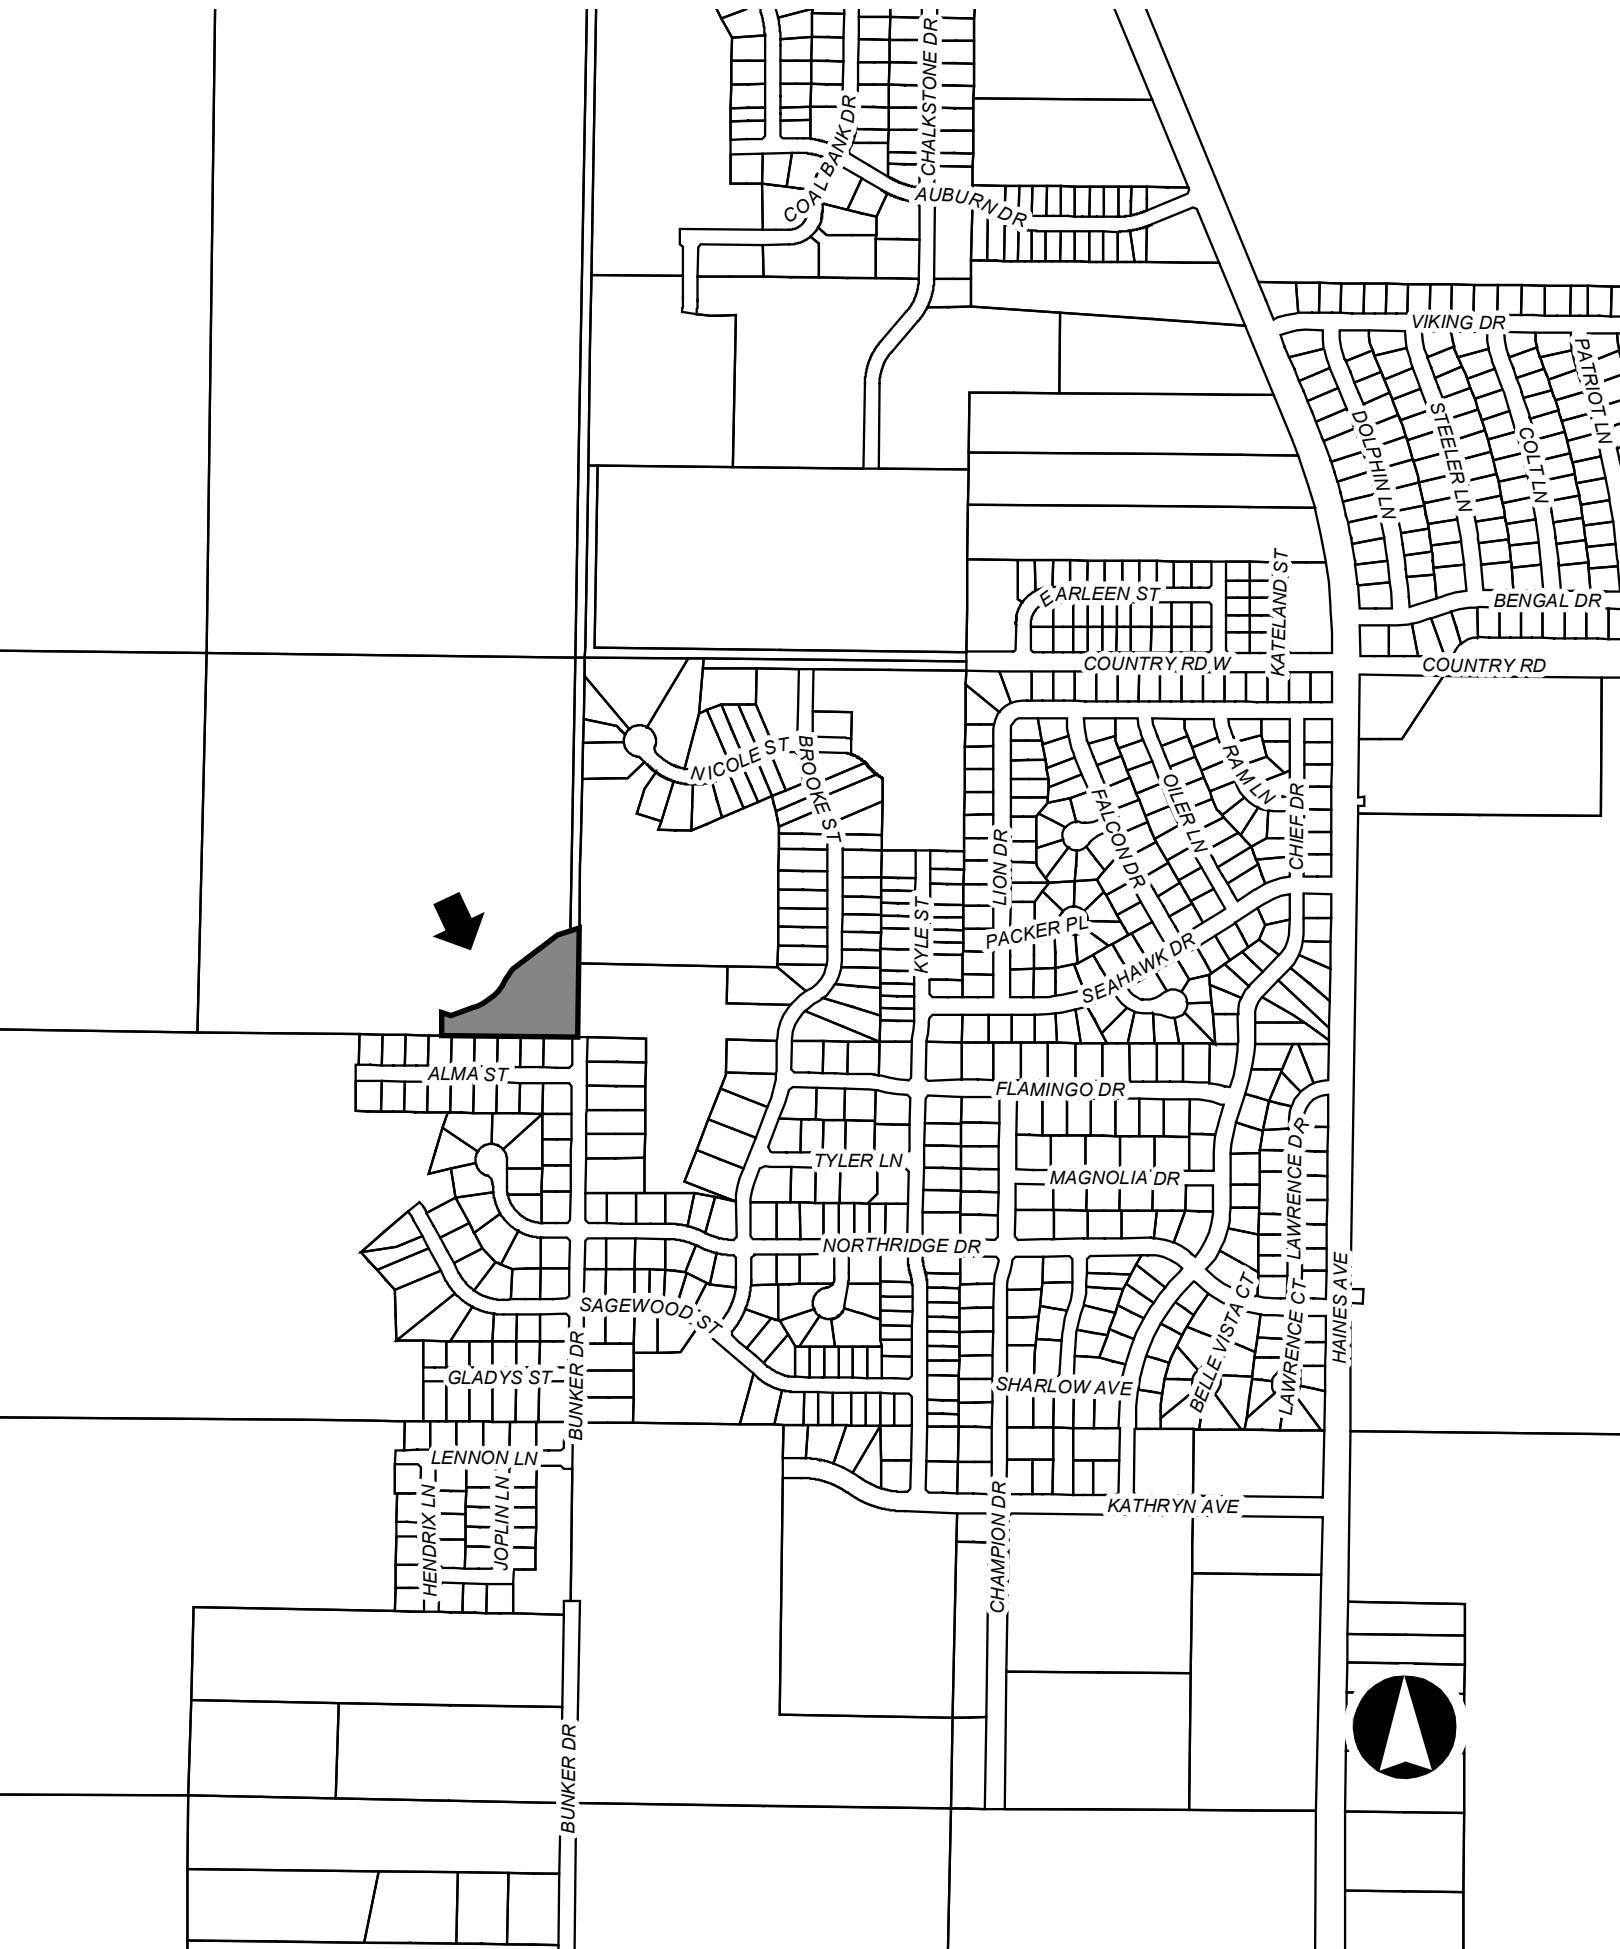 CHALKSTONE DR
COAL BANK DR
AUBURN DR
VIKING DR
PATRIOT LN
DOLPHIN LN
STEELER LN
COLT LN
EARLEEN ST
KATELAND ST
BENGAL DR
COUNTRY RD W
COUNTRY RD
NICOLE ST
BROOKE ST
RAM LN
OILER LN
FALCON DR
CHIEF DR
LION DR
KYLE ST
PACKER PL
SEAHAWK DR
ALMA ST
FLAMINGO DR
TYLER LN
MAGNOLIA DR
LAWRENCE DR
NORTHRIDGE DR
SAGEWOOD ST
BELLE VISTA CT
LAWRENCE CT
HAINES AVE
GLADYS ST
BUNKER DR
SHARLOW AVE
LENNON LN
HENDRIX LN
JOPLIN LN
CHAMPION DR
KATHRYN AVE
BUNKER DR